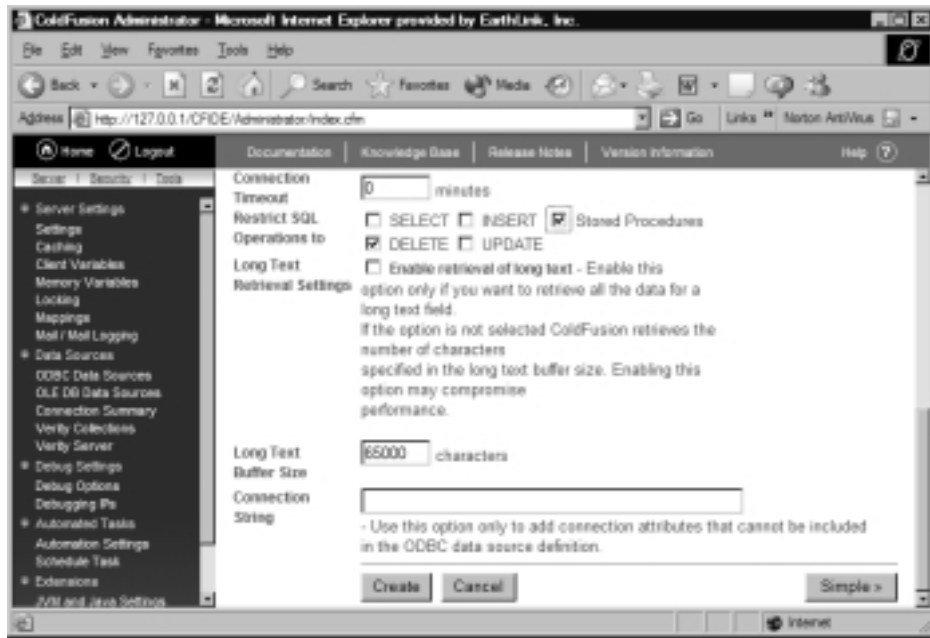 ColdFusion Administrator - Microsoft Internet Explorer provided by EarthLink, Inc.
File Edit View Favorites Tools Help
Back Search Favorites Media
Address http://127.0.0.1/CFIDE/Administrator/index.cfm Go Links » Norton AntiVirus
Home Logout Documentation | Knowledge Base | Release Notes | Version Information Help ?
Server | Security | Tools
Server Settings
Settings
Caching
Client Variables
Memory Variables
Locking
Mappings
Mail / Mail Logging
Data Sources
ODBC Data Sources
OLE DB Data Sources
Connection Summary
Verity Collections
Verity Server
Debug Settings
Debug Options
Debugging IPs
Automated Tasks
Automation Settings
Schedule Task
Extensions
JVM and Java Settings
Connection
Timeout
0 minutes
Restrict SQL
Operations to
SELECT INSERT Stored Procedures
DELETE UPDATE
Long Text
Retrieval Settings
Enable retrieval of long text - Enable this
option only if you want to retrieve all the data for a
long text field.
If the option is not selected ColdFusion retrieves the
number of characters
specified in the long text buffer size. Enabling this
option may compromise
performance.
Long Text
Buffer Size
65000 characters
Connection
String
- Use this option only to add connection attributes that cannot be included
in the ODBC data source definition.
Create Cancel Simple »
Internet